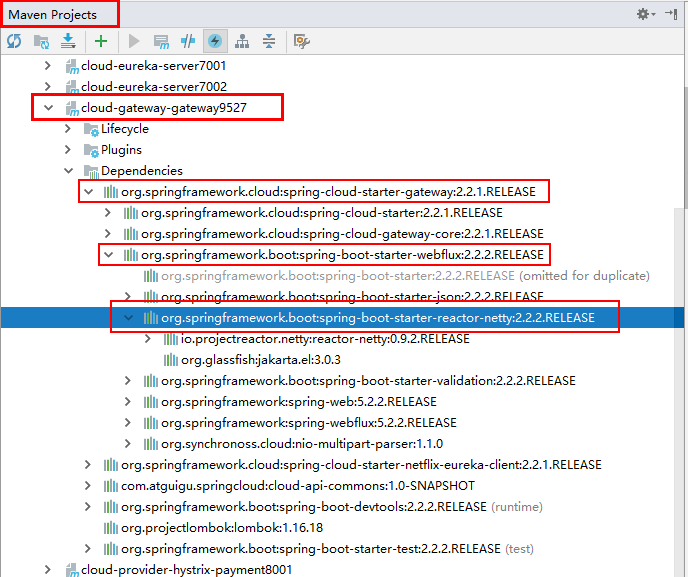 Maven Projects
cloud-eureka-server7001
cloud-eureka-server7002
cloud-gateway-gateway9527
Lifecycle
Plugins
Dependencies
org.springframework.cloud:spring-cloud-starter-gateway:2.2.1.RELEASE
org.springframework.cloud:spring-cloud-starter:2.2.1.RELEASE
org.springframework.cloud:spring-cloud-gateway-core:2.2.1.RELEASE
org.springframework.boot:spring-boot-starter-webflux:2.2.2.RELEASE
org.springframework.boot:spring-boot-starter:2.2.2.RELEASE (omitted for duplicate)
org.springframework.boot:spring-boot-starter-json:2.2.2.RELEASE
org.springframework.boot:spring-boot-starter-reactor-netty:2.2.2.RELEASE
io.projectreactor.netty:reactor-netty:0.9.2.RELEASE
org.glassfish:jakarta.el:3.0.3
org.springframework.boot:spring-boot-starter-validation:2.2.2.RELEASE
org.springframework:spring-web:5.2.2.RELEASE
org.springframework:spring-webflux:5.2.2.RELEASE
org.synchronoss.cloud:nio-multipart-parser:1.1.0
org.springframework.cloud:spring-cloud-starter-netflix-eureka-client:2.2.1.RELEASE
com.atguigu.springcloud:cloud-api-commons:1.0-SNAPSHOT
org.springframework.boot:spring-boot-devtools:2.2.2.RELEASE (runtime)
org.projectlombok:lombok:1.16.18
org.springframework.boot:spring-boot-starter-test:2.2.2.RELEASE (test)
cloud-provider-hystrix-payment8001